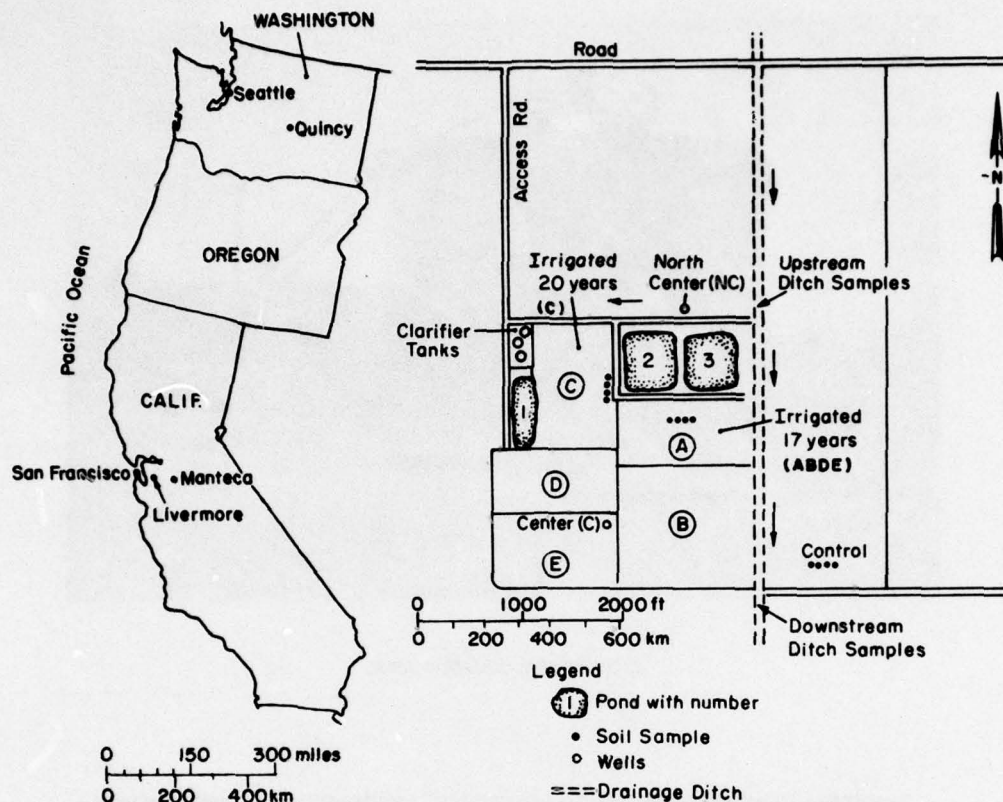 WASHINGTON
Seattle
Quincy
OREGON
Pacific Ocean
CALIF.
San Francisco
Manteca
Livermore
0 150 300 miles
0 200 400km
Road
Access Rd.
N
Irrigated
20 years
(C)
North
Center(NC)
Upstream
Ditch Samples
Clarifier
Tanks
2
3
C
1
A
Irrigated
17 years
(ABDE)
D
B
Center(C)
E
Control
0 1000 2000 ft
0 200 400 600 km
Downstream
Ditch Samples
Legend
1 Pond with number
Soil Sample
Wells
Drainage Ditch